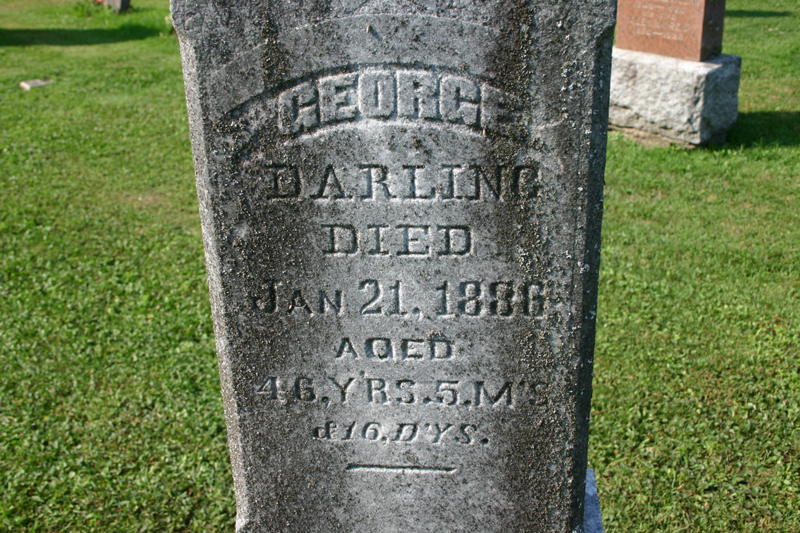 GEORGE
DARLING
DIED
JAN 21, 1886
AGED
46, YRS. 5, M'S
& 16, D'YS.